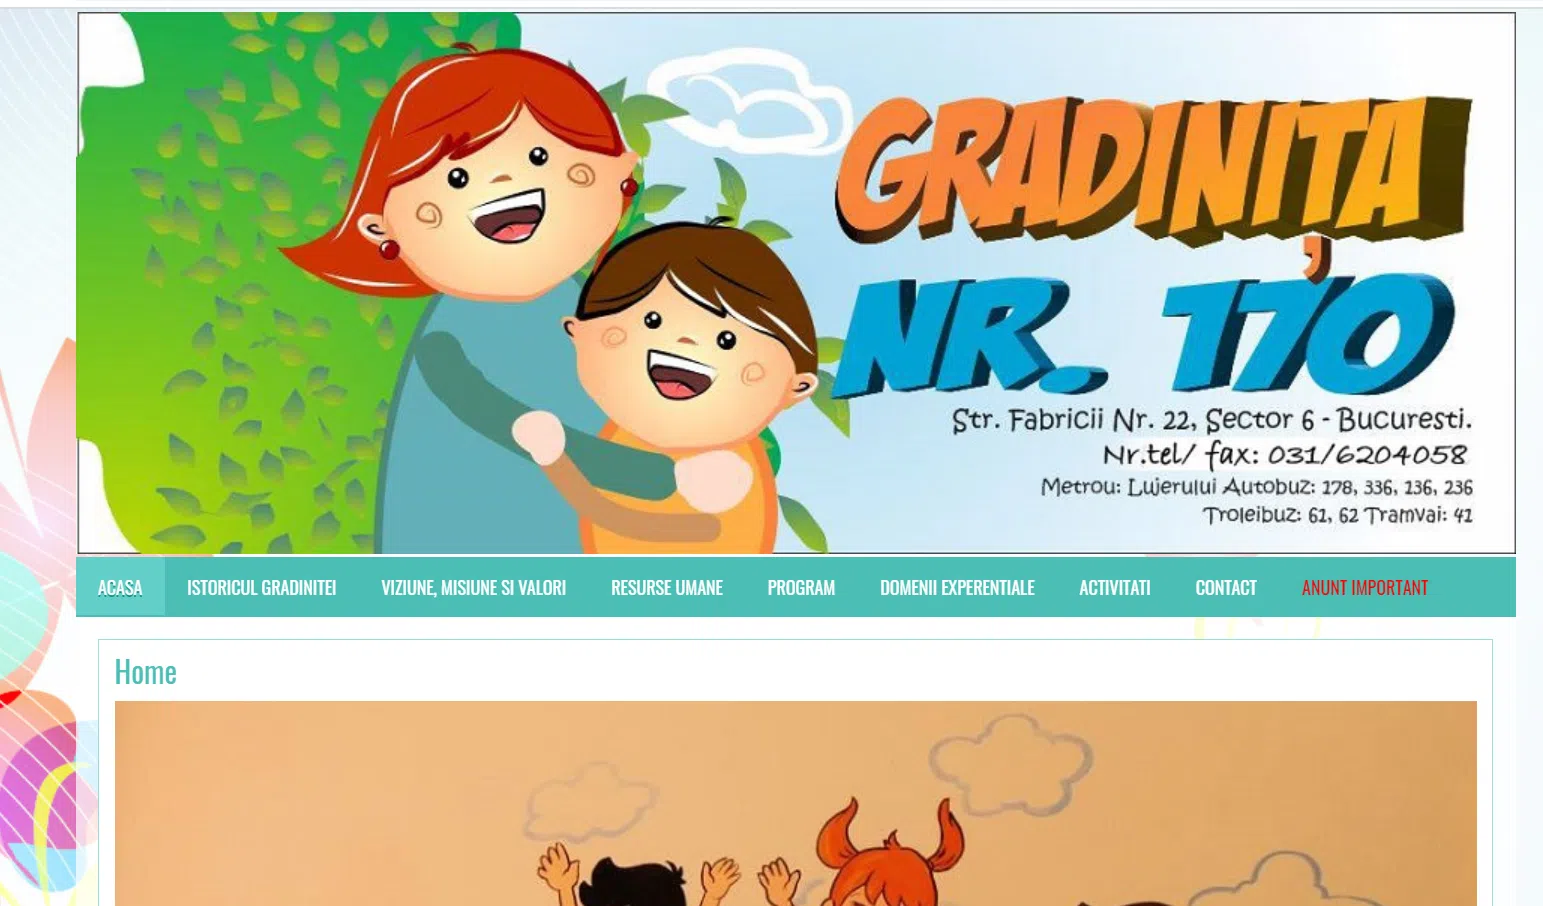 GRADINIȚA
NR. 170
Str. Fabricii Nr. 22, Sector 6 - Bucuresti.
Nr.tel/ fax: 031/6204058
Metrou: Lujerului Autobuz: 178, 336, 136, 236
Troleibuz: 61, 62 Tramvai: 41
ACASA ISTORICUL GRADINITEI VIZIUNE, MISIUNE SI VALORI RESURSE UMANE PROGRAM DOMENII EXPERENTIALE ACTIVITATI CONTACT ANUNT IMPORTANT
Home